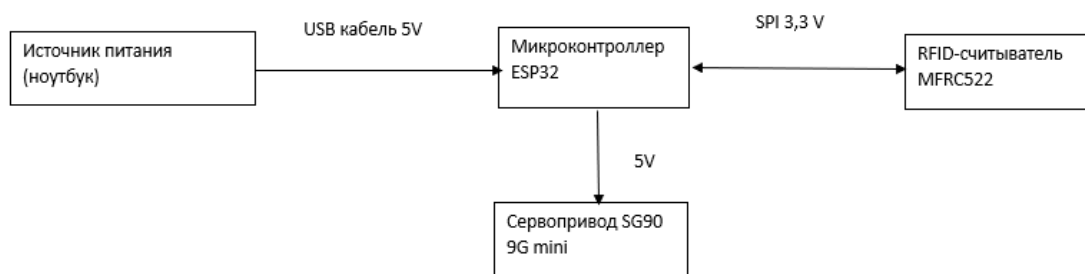 Источник питания
(ноутбук)
USB кабель 5V
Микроконтроллер
ESP32
SPI 3,3 V
RFID-считыватель
MFRC522
5V
Сервопривод SG90
9G mini